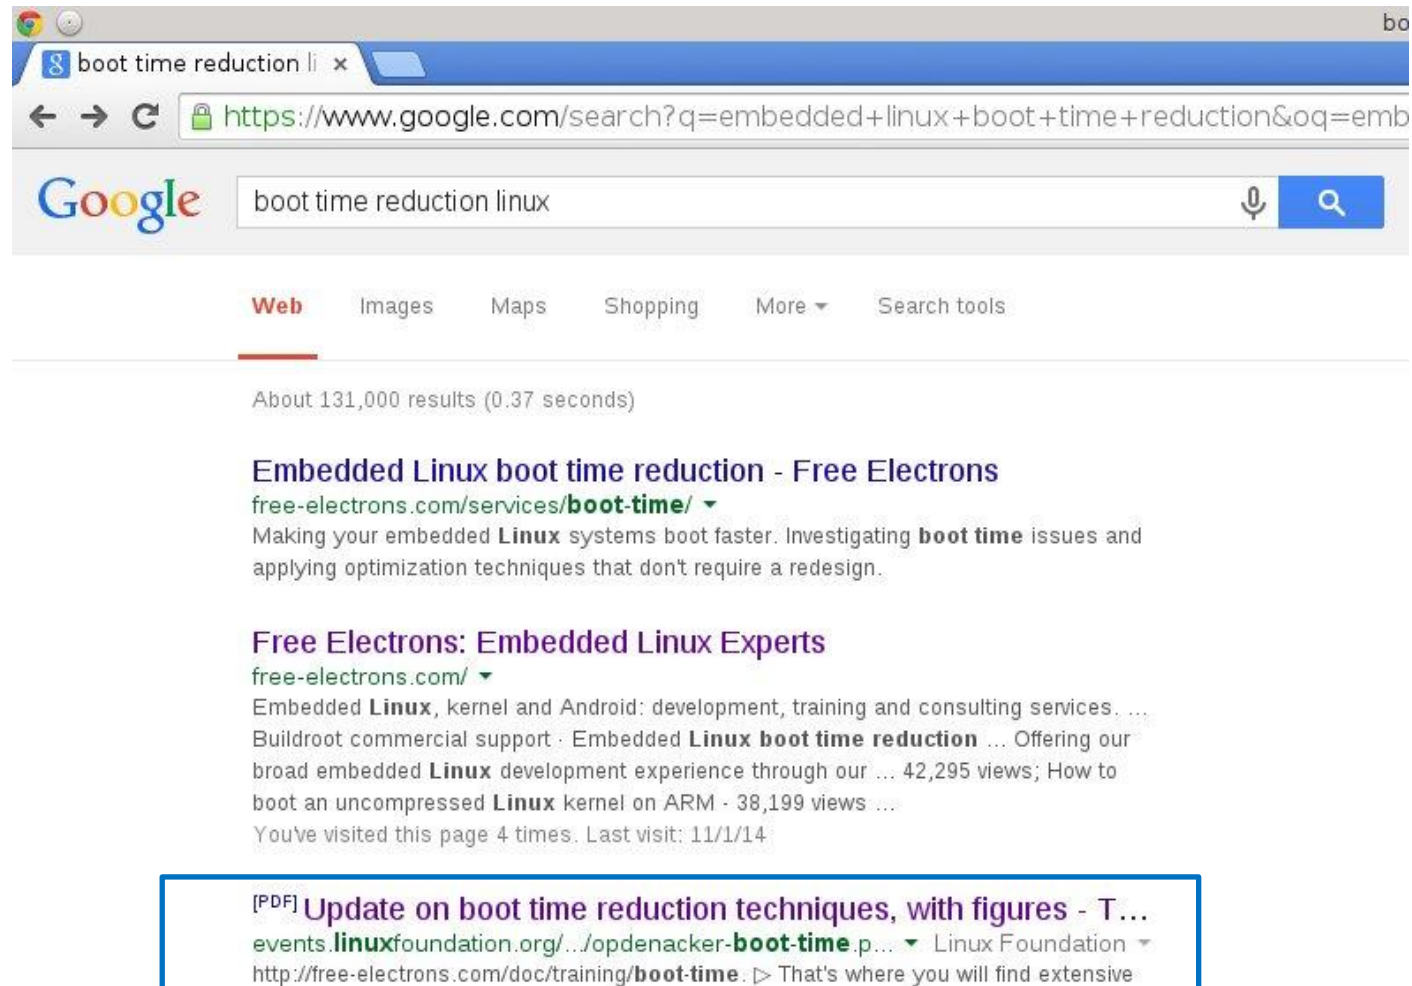 bo
boot time reduction li
https://www.google.com/search?q=embedded+linux+boot+time+reduction&oq=emb
Google boot time reduction linux
Web Images Maps Shopping More Search tools
About 131,000 results (0.37 seconds)
Embedded Linux boot time reduction - Free Electrons
free-electrons.com/services/boot-time/
Making your embedded Linux systems boot faster. Investigating boot time issues and
applying optimization techniques that don't require a redesign.
Free Electrons: Embedded Linux Experts
free-electrons.com/
Embedded Linux, kernel and Android: development, training and consulting services. ...
Buildroot commercial support · Embedded Linux boot time reduction ... Offering our
broad embedded Linux development experience through our ... 42,295 views; How to
boot an uncompressed Linux kernel on ARM - 38,199 views ...
You've visited this page 4 times. Last visit: 11/1/14
[PDF] Update on boot time reduction techniques, with figures - T...
events.linuxfoundation.org/.../opdenacker-boot-time.p... Linux Foundation
http://free-electrons.com/doc/training/boot-time. ▷ That's where you will find extensive